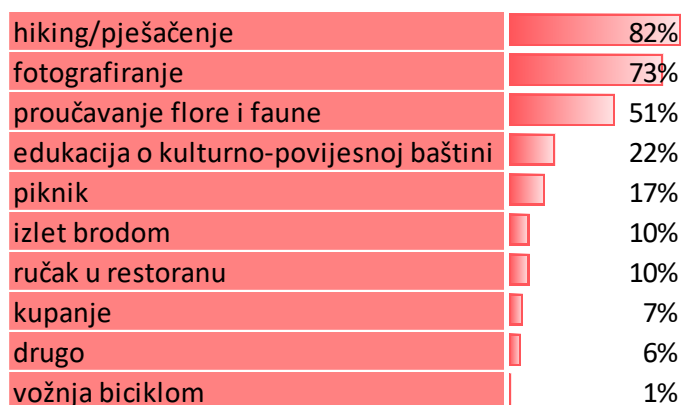 hiking/pješačenje 82%
fotografiranje 73%
proučavanje flore i faune 51%
edukacija o kulturno-povijesnoj baštini 22%
piknik 17%
izlet brodom 10%
ručak u restoranu 10%
kupanje 7%
drugo 6%
vožnja biciklom 1%